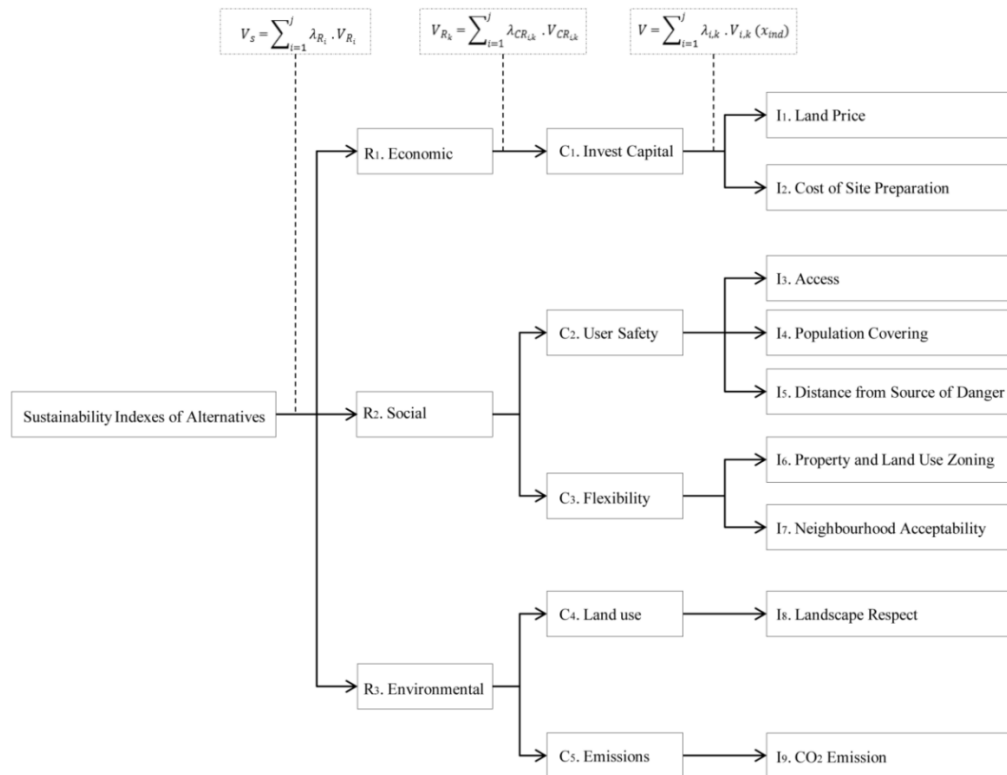 V_S = ∑_{i=1}^{j} λ_{R_i} . V_{R_i}
V_{R_k} = ∑_{i=1}^{j} λ_{CR_{i,k}} . V_{CR_{i,k}}
V = ∑_{i=1}^{j} λ_{i,k} . V_{i,k} (x_{ind})
Sustainability Indexes of Alternatives
R1. Economic
C1. Invest Capital
I1. Land Price
I2. Cost of Site Preparation
R2. Social
C2. User Safety
I3. Access
I4. Population Covering
I5. Distance from Source of Danger
C3. Flexibility
I6. Property and Land Use Zoning
I7. Neighbourhood Acceptability
R3. Environmental
C4. Land use
I8. Landscape Respect
C5. Emissions
I9. CO2 Emission